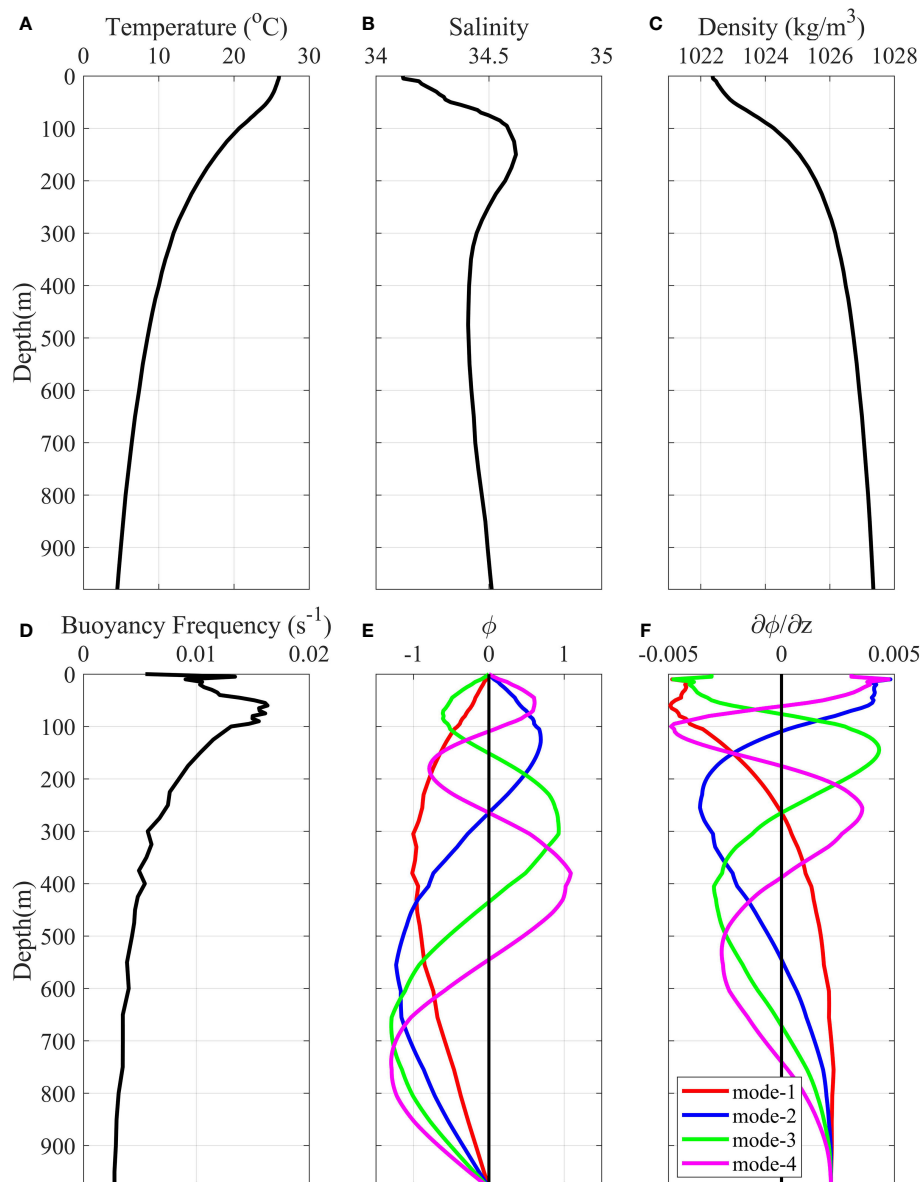 A Temperature (°C)
0 10 20 30
B Salinity
34 34.5 35
C Density (kg/m³)
1022 1024 1026 1028
0
100
200
300
400
500
600
700
800
900
Depth(m)
D Buoyancy Frequency (s⁻¹)
0 0.01 0.02
E ϕ
-1 0 1
F ∂ϕ/∂z
-0.005 0 0.005
0
100
200
300
400
500
600
700
800
900
Depth(m)
mode-1
mode-2
mode-3
mode-4